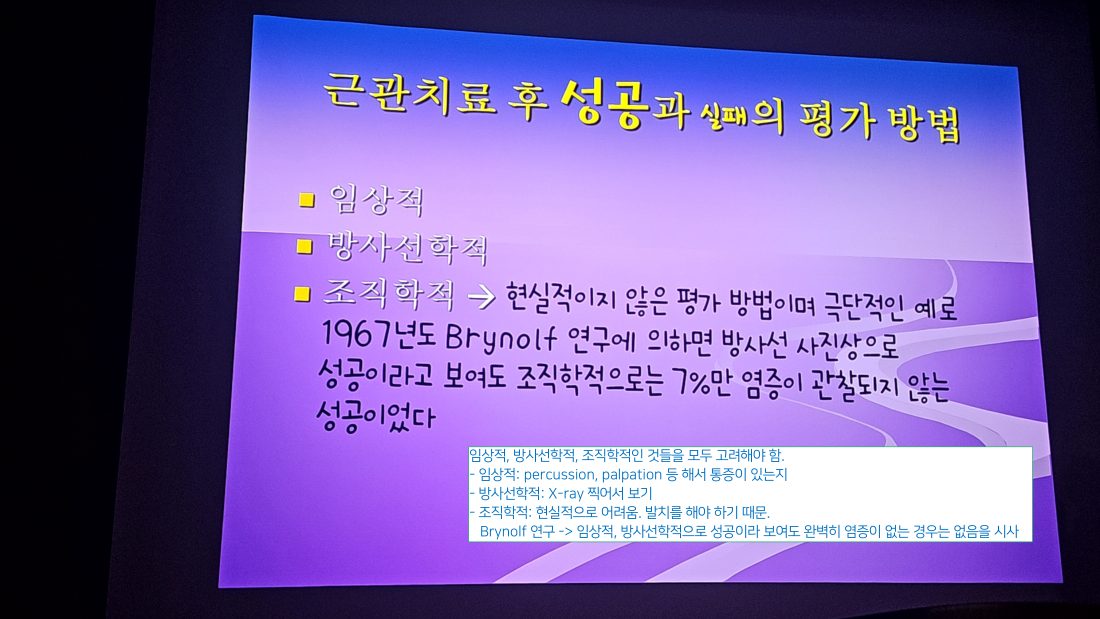 근관치료 후 성공과 실패의 평가 방법
■ 임상적
■ 방사선학적
■ 조직학적 → 현실적이지 않은 평가 방법이며 극단적인 예로
1967년도 Brynolf 연구에 의하면 방사선 사진상으로
성공이라고 보여도 조직학적으로는 7%만 염증이 관찰되지 않는
성공이었다
임상적, 방사선학적, 조직학적인 것들을 모두 고려해야 함.
- 임상적: percussion, palpation 등 해서 통증이 있는지
- 방사선학적: X-ray 찍어서 보기
- 조직학적: 현실적으로 어려움. 발치를 해야 하기 때문.
Brynolf 연구 -> 임상적, 방사선학적으로 성공이라 보여도 완벽히 염증이 없는 경우는 없음을 시사